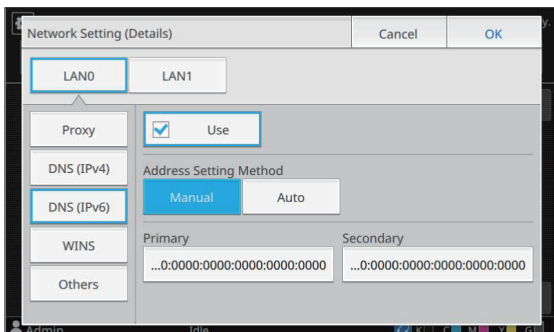 Network Setting (Details)
Cancel
OK
LAN0
LAN1
Proxy
DNS (IPv4)
DNS (IPv6)
WINS
Others
Use
Address Setting Method
Manual
Auto
Primary
Secondary
...0:0000:0000:0000:0000:0000
...0:0000:0000:0000:0000:0000
Admin
Idle
K
C
M
Y
G